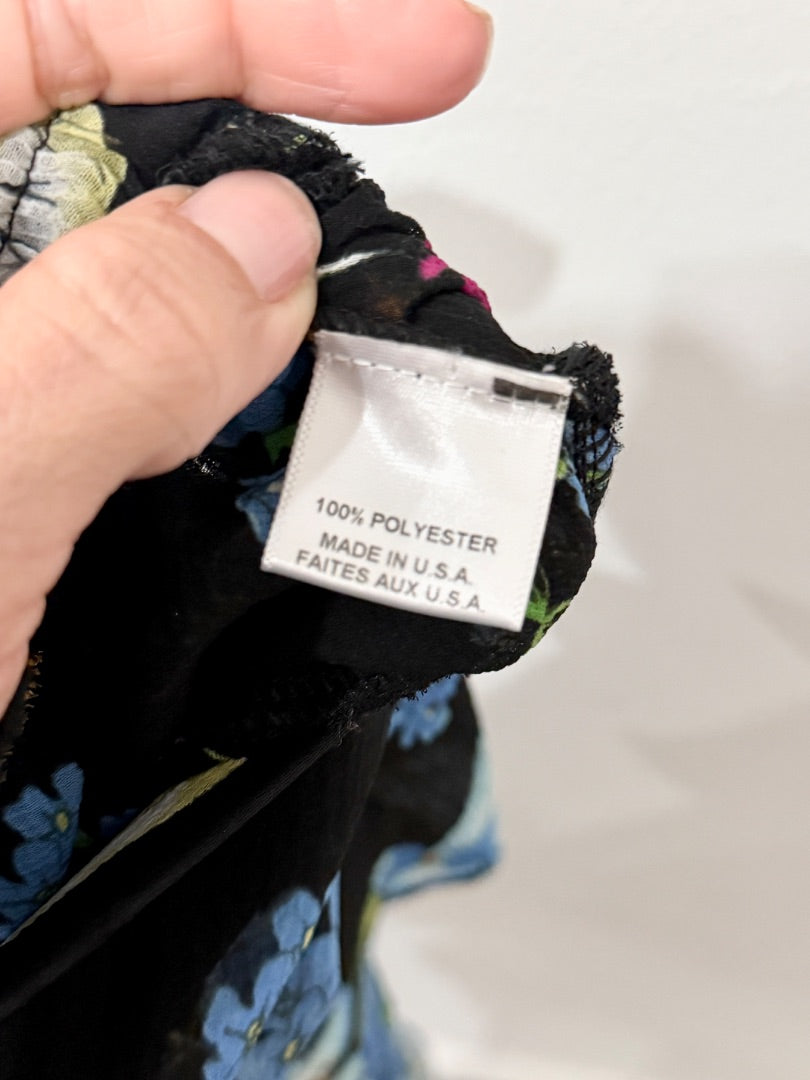 100% POLYESTER
MADE IN U.S.A.
FAITES AUX U.S.A.